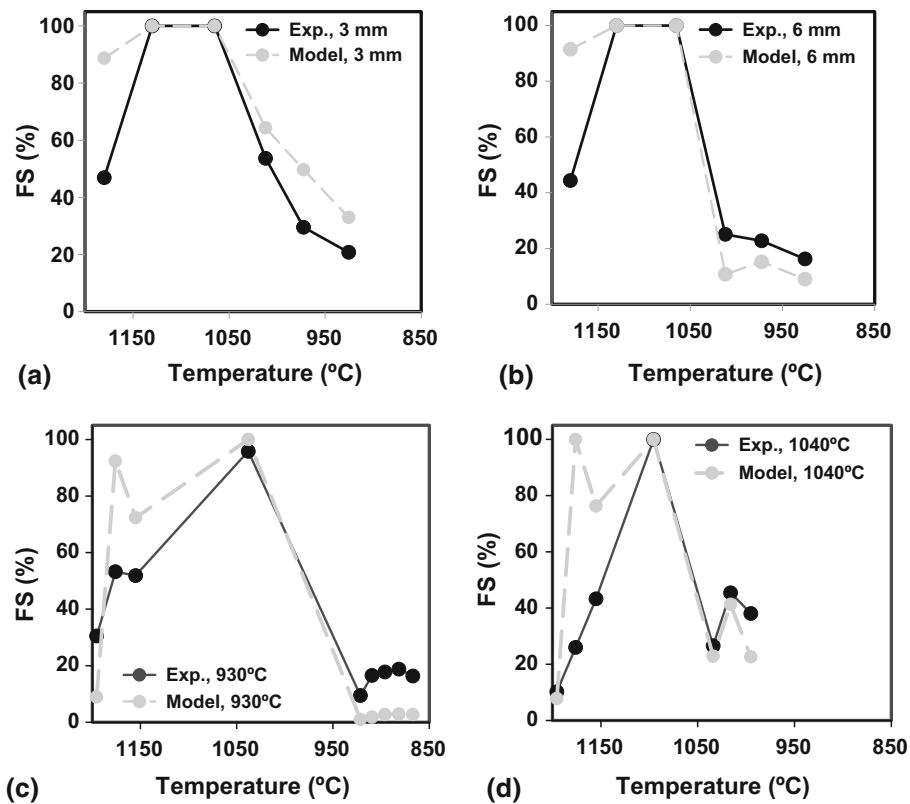 100
80
60
40
20
0
FS (%)
Exp., 3 mm
Model, 3 mm
1150
1050
950
850
(a)
Temperature (ºC)
100
80
60
40
20
0
FS (%)
Exp., 6 mm
Model, 6 mm
1150
1050
950
850
(b)
Temperature (ºC)
100
80
60
40
20
0
FS (%)
Exp., 930ºC
Model, 930ºC
1150
1050
950
850
(c)
Temperature (ºC)
100
80
60
40
20
0
FS (%)
Exp., 1040ºC
Model, 1040ºC
1150
1050
950
850
(d)
Temperature (ºC)